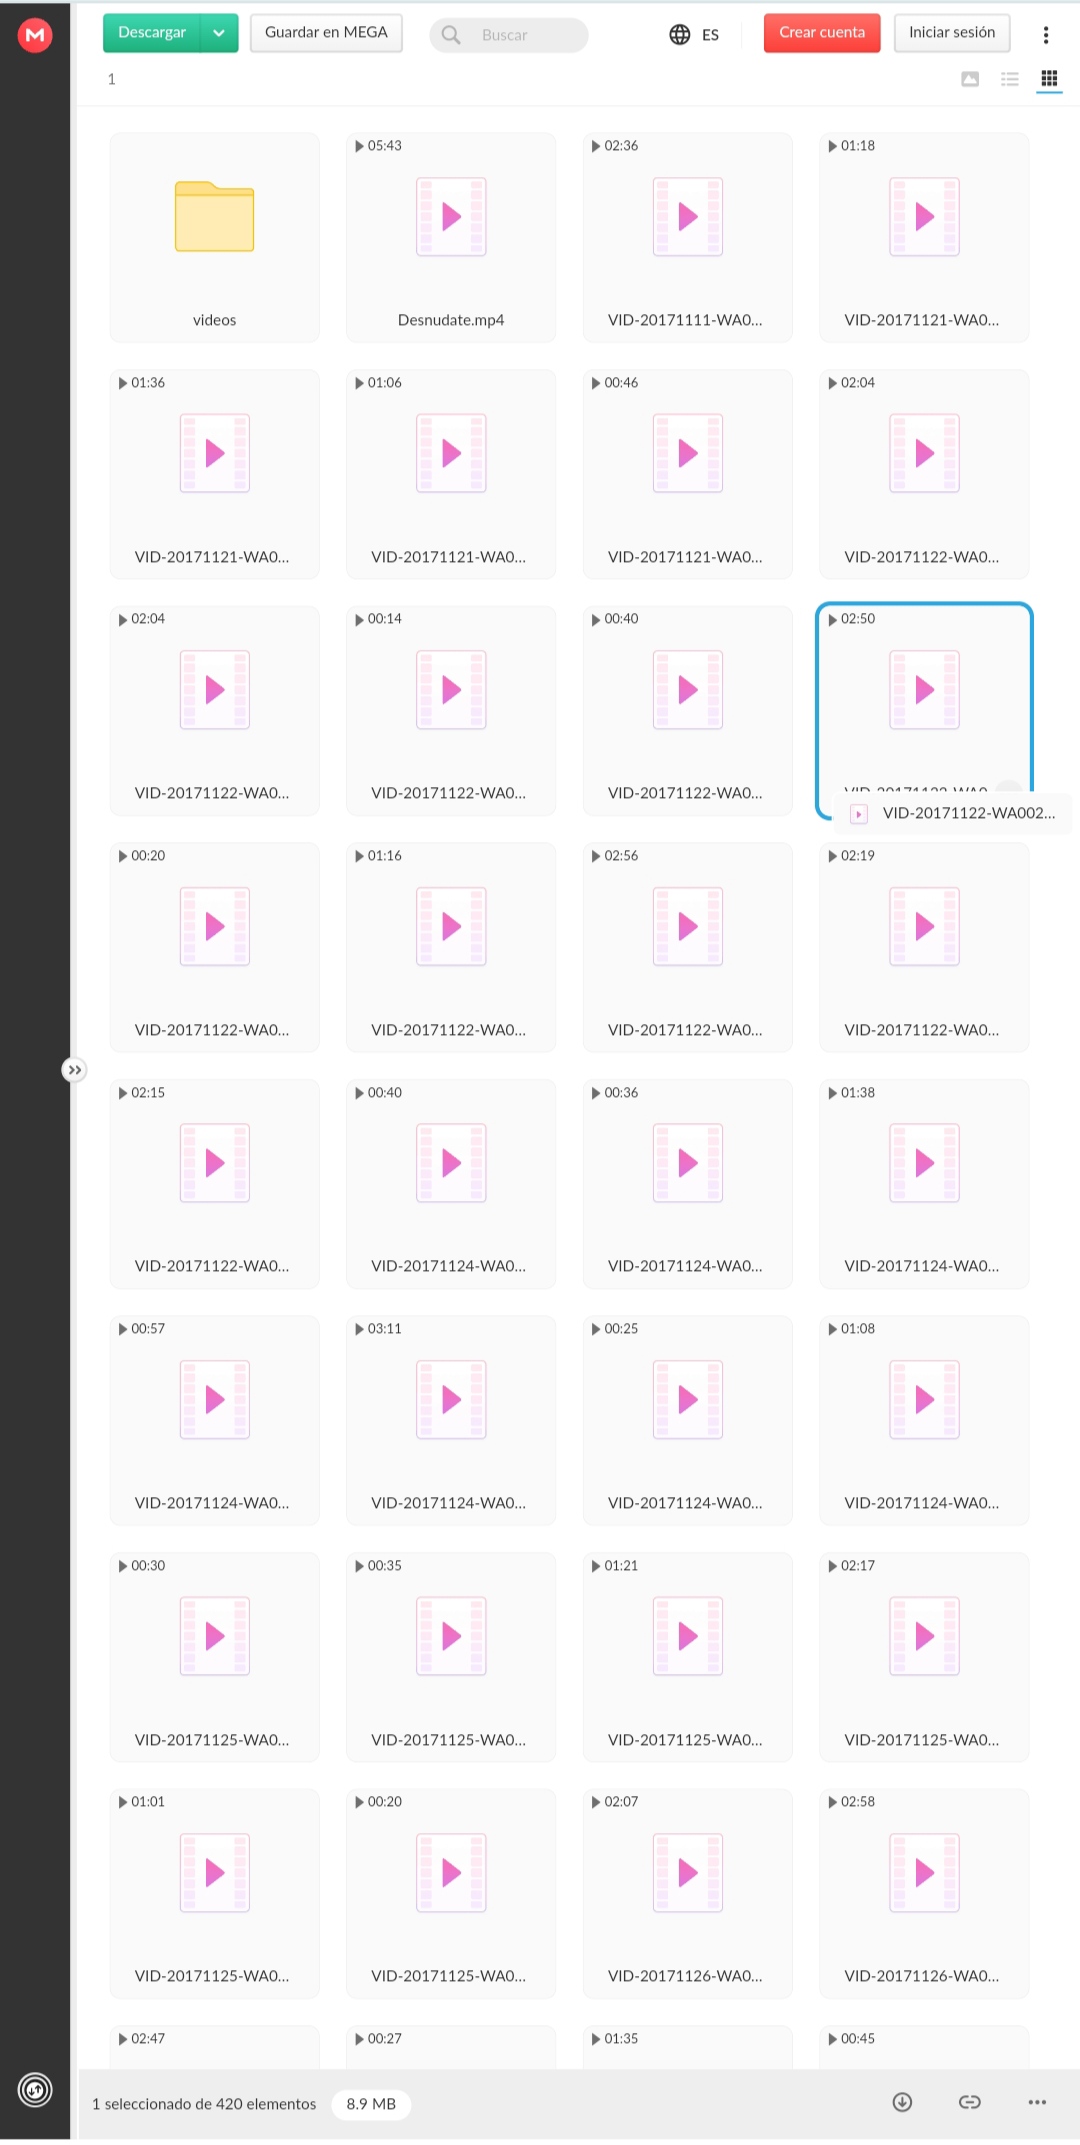 Descargar
Guardar en MEGA
Buscar
ES
Crear cuenta
Iniciar sesión
1
videos
05:43
Desnudate.mp4
02:36
VID-20171111-WA0...
01:18
VID-20171121-WA0...
01:36
VID-20171121-WA0...
01:06
VID-20171121-WA0...
00:46
VID-20171121-WA0...
02:04
VID-20171122-WA0...
02:04
VID-20171122-WA0...
00:14
VID-20171122-WA0...
00:40
VID-20171122-WA0...
02:50
VID-20171122-WA0
VID-20171122-WA002...
00:20
VID-20171122-WA0...
01:16
VID-20171122-WA0...
02:56
VID-20171122-WA0...
02:19
VID-20171122-WA0...
02:15
VID-20171122-WA0...
00:40
VID-20171124-WA0...
00:36
VID-20171124-WA0...
01:38
VID-20171124-WA0...
00:57
VID-20171124-WA0...
03:11
VID-20171124-WA0...
00:25
VID-20171124-WA0...
01:08
VID-20171124-WA0...
00:30
VID-20171125-WA0...
00:35
VID-20171125-WA0...
01:21
VID-20171125-WA0...
02:17
VID-20171125-WA0...
01:01
VID-20171125-WA0...
00:20
VID-20171125-WA0...
02:07
VID-20171126-WA0...
02:58
VID-20171126-WA0...
02:47
00:27
01:35
00:45
1 seleccionado de 420 elementos
8.9 MB